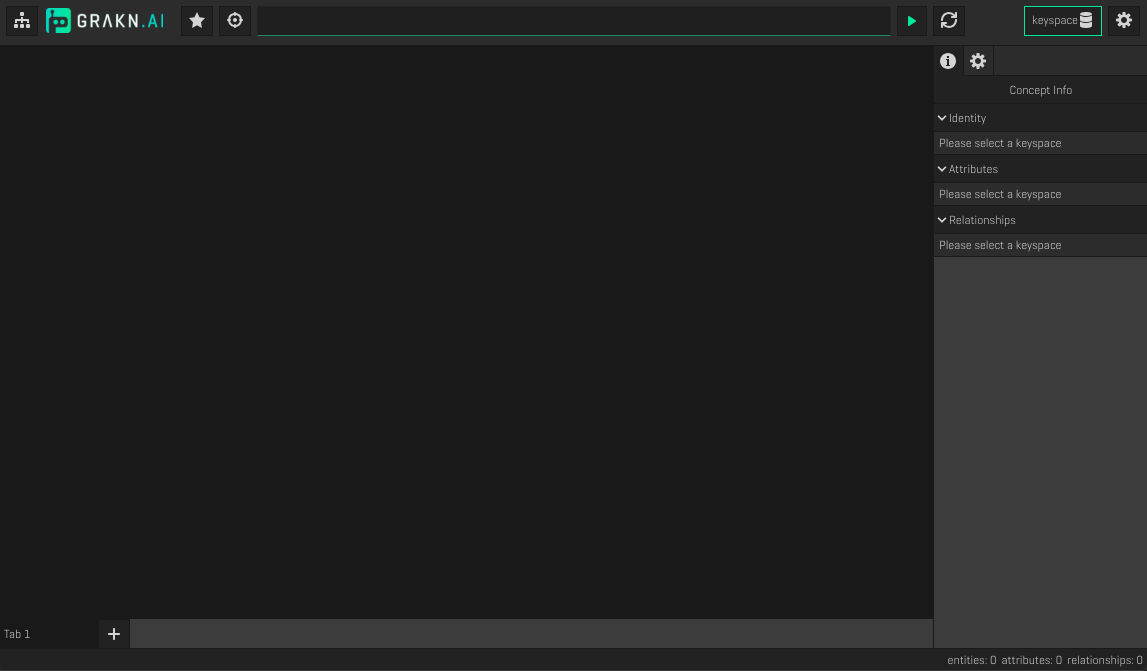 GRAKN.AI
keyspace
Concept Info
Identity
Please select a keyspace
Attributes
Please select a keyspace
Relationships
Please select a keyspace
Tab 1
entities: 0 attributes: 0 relationships: 0